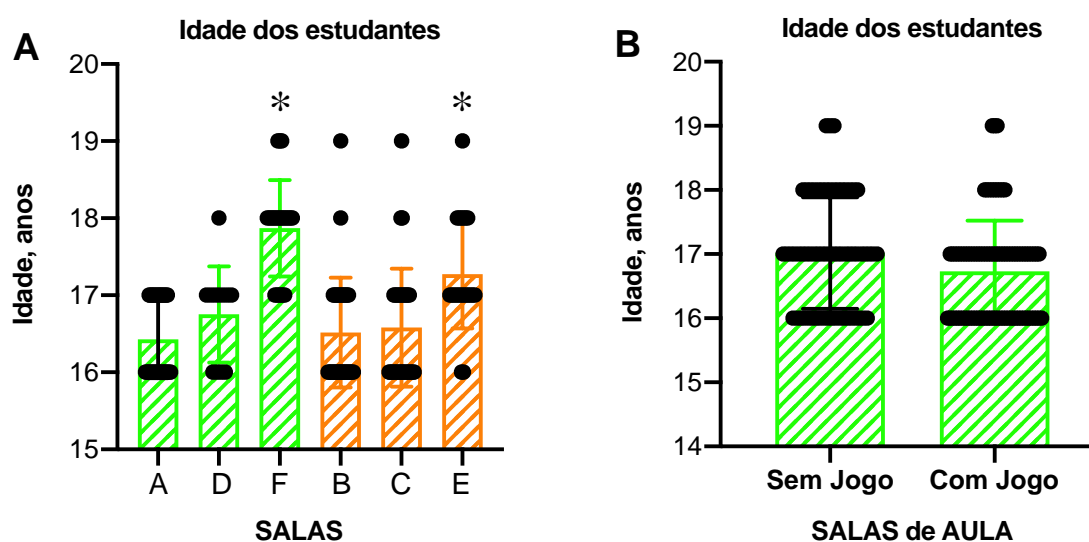 A
Idade dos estudantes
Idade, anos
20
19
18
17
16
15
* *
A D F B C E
SALAS
B
Idade dos estudantes
Idade, anos
20
19
18
17
16
15
14
Sem Jogo Com Jogo
SALAS de AULA